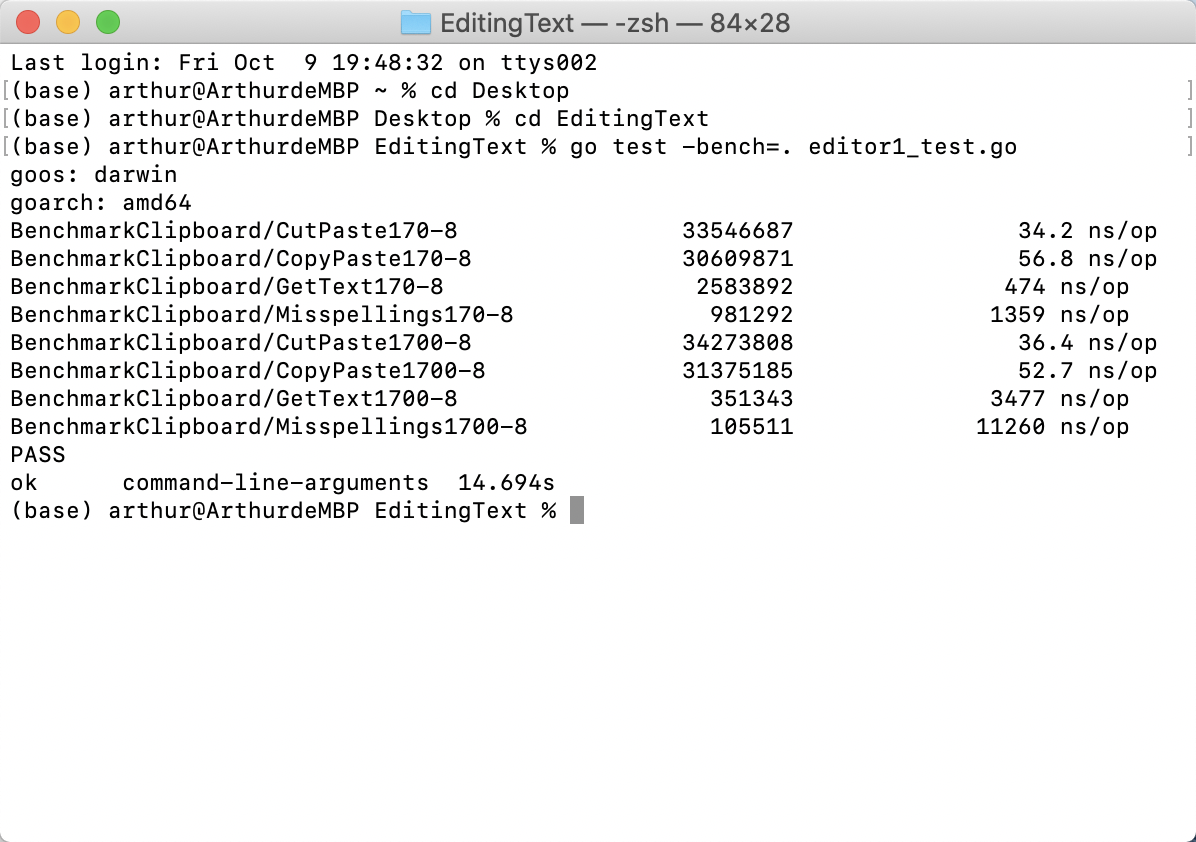 EditingText — -zsh — 84×28
Last login: Fri Oct  9 19:48:32 on ttys002
[(base) arthur@ArthurdeMBP ~ % cd Desktop ]
[(base) arthur@ArthurdeMBP Desktop % cd EditingText ]
[(base) arthur@ArthurdeMBP EditingText % go test -bench=. editor1_test.go ]
goos: darwin
goarch: amd64
BenchmarkClipboard/CutPaste170-8                33546687                34.2 ns/op
BenchmarkClipboard/CopyPaste170-8               30609871                56.8 ns/op
BenchmarkClipboard/GetText170-8                  2583892               474 ns/op
BenchmarkClipboard/Misspellings170-8              981292              1359 ns/op
BenchmarkClipboard/CutPaste1700-8               34273808                36.4 ns/op
BenchmarkClipboard/CopyPaste1700-8              31375185                52.7 ns/op
BenchmarkClipboard/GetText1700-8                  351343              3477 ns/op
BenchmarkClipboard/Misspellings1700-8             105511             11260 ns/op
PASS
ok      command-line-arguments  14.694s
(base) arthur@ArthurdeMBP EditingText %